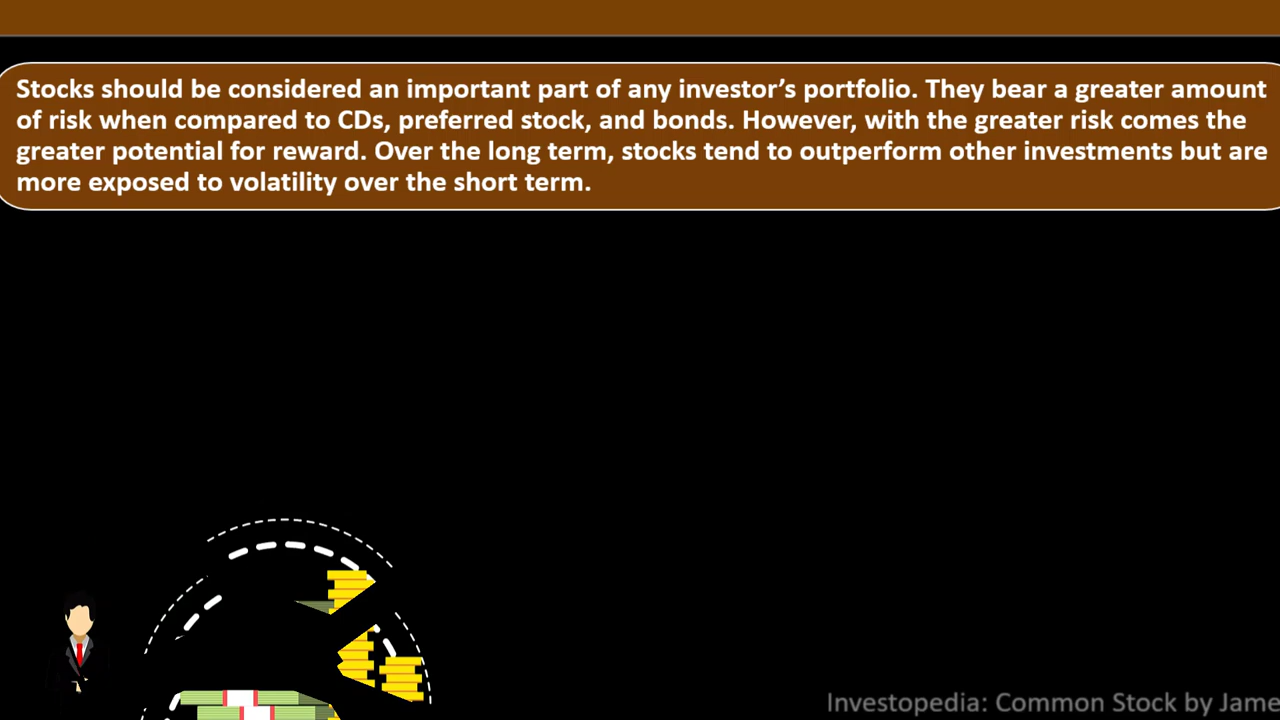 Stocks should be considered an important part of any investor’s portfolio. They bear a greater amount
of risk when compared to CDs, preferred stock, and bonds. However, with the greater risk comes the
greater potential for reward. Over the long term, stocks tend to outperform other investments but are
more exposed to volatility over the short term.
Investopedia: Common Stock by Jame